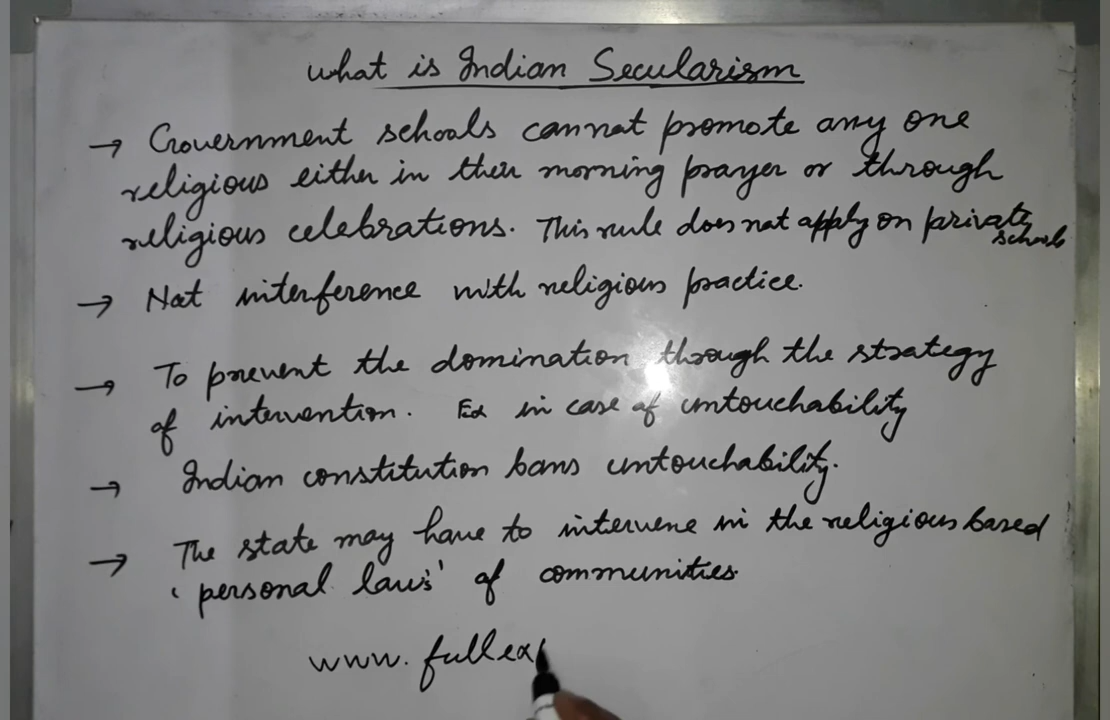 what is Indian Secularism
→ Government schools cannot promote any one
religious either in their morning prayer or through
religious celebrations. This rule does not apply on private
schools
→ Not interference with religious practice.
→ To prevent the domination through the strategy
of intervention. Ex in case of untouchability
→ Indian constitution bans untouchability.
→ The state may have to intervene in the religious based
'personal laws' of communities.
www.fullex